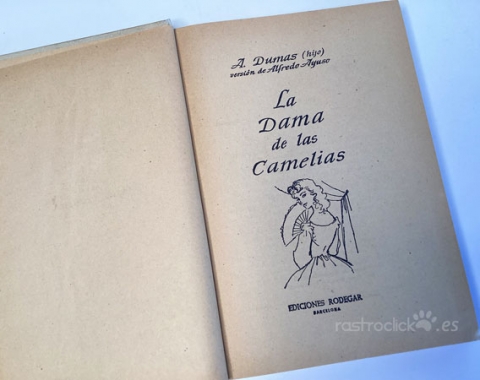 A. Dumas (hijo)
versión de Alfredo Ayuso
La
Dama
de las
Camelias
EDICIONES RODEGAR
BARCELONA
rastroclick.es